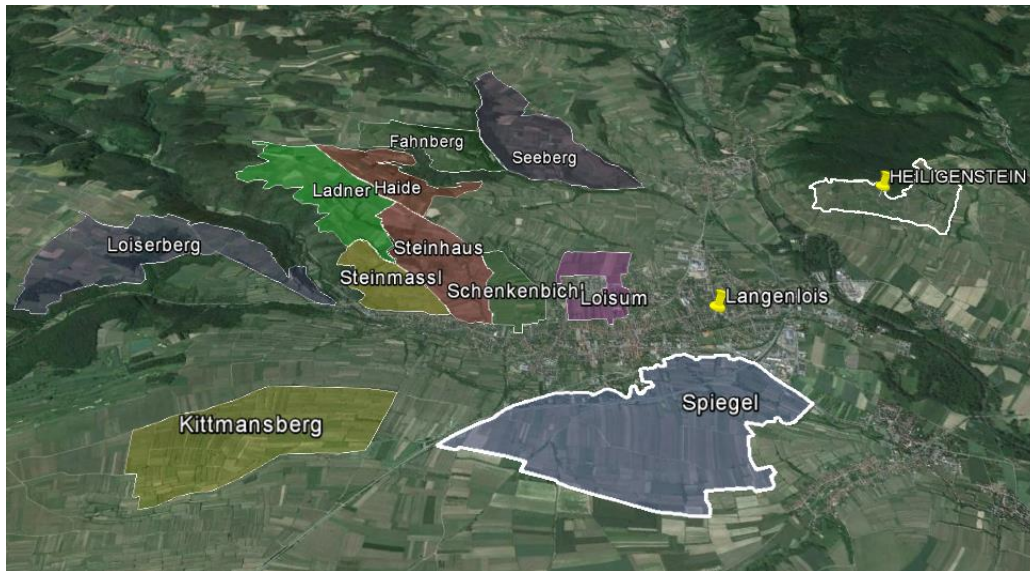 Fahnberg
Seeberg
HEILIGENSTEIN
Ladner
Haide
Loiserberg
Steinhaus
Steinmassl
Schenkenbichl
Loisum
Langenlois
Spiegel
Kittmansberg